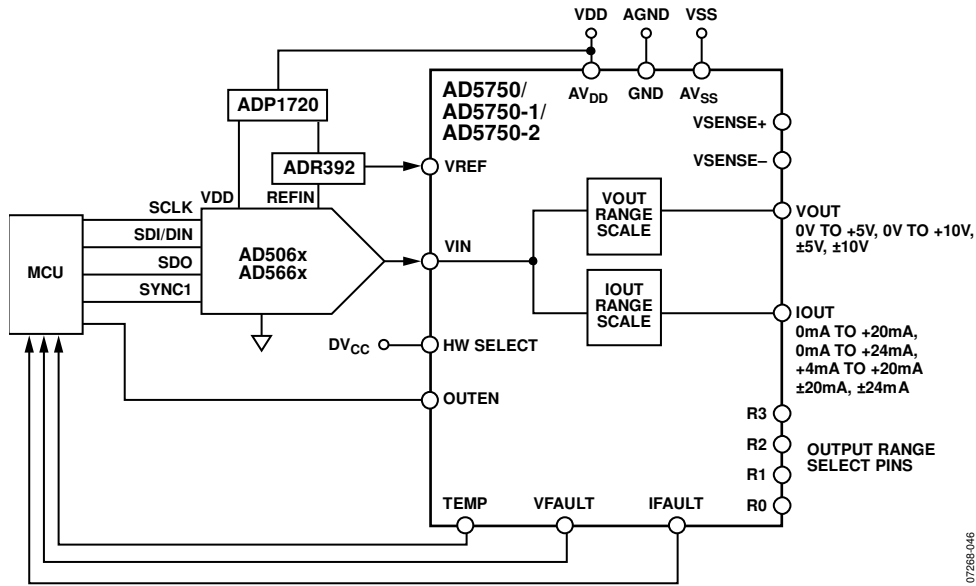 VDD
AGND
VSS
AD5750/
AD5750-1/
AD5750-2
AVDD
GND
AVSS
ADP1720
VSENSE+
ADR392
VREF
VSENSE–
VDD
REFIN
SCLK
VOUT
RANGE
SCALE
VOUT
0V TO +5V, 0V TO +10V,
±5V, ±10V
SDI/DIN
MCU
AD506x
AD566x
VIN
SDO
SYNC1
IOUT
RANGE
SCALE
IOUT
0mA TO +20mA,
0mA TO +24mA,
+4mA TO +20mA
±20mA, ±24mA
DVCC
HW SELECT
OUTEN
R3
R2
R1
R0
OUTPUT RANGE
SELECT PINS
TEMP
VFAULT
IFAULT
07268-046